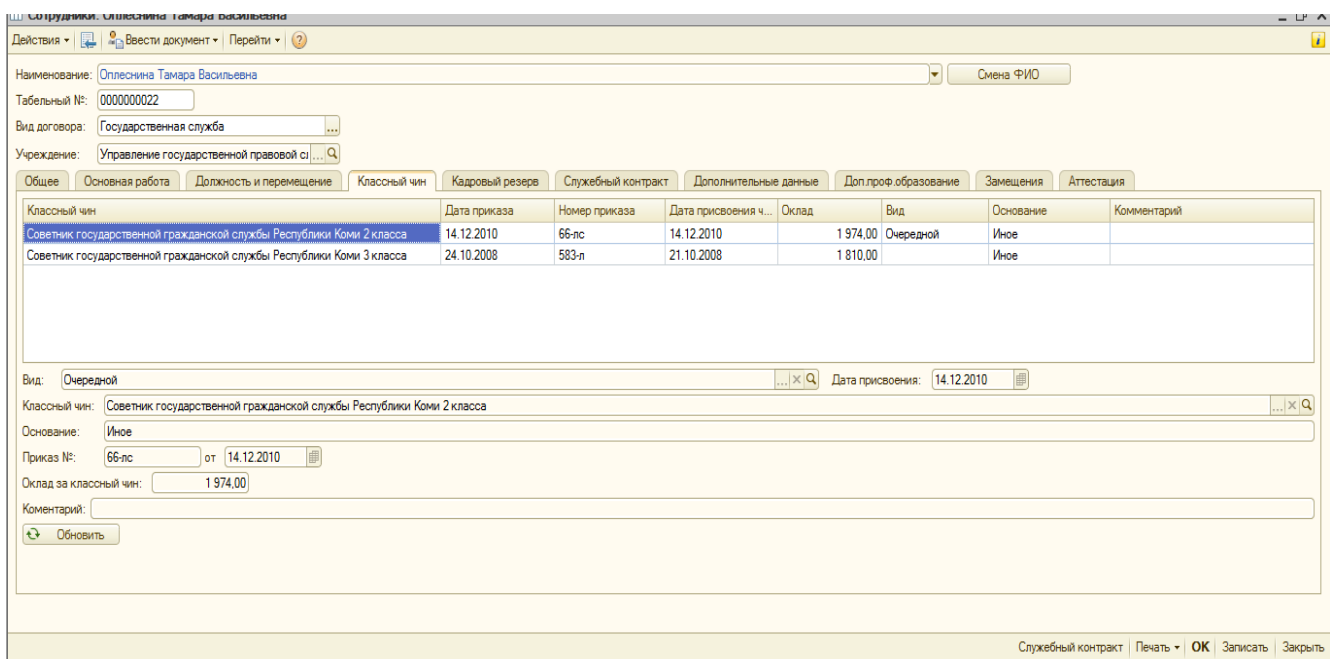 Сотрудники: Оплеснина Тамара Васильевна
Действия Ввести документ Перейти ?
Наименование: Оплеснина Тамара Васильевна Смена ФИО
Табельный №: 0000000022
Вид договора: Государственная служба ...
Учреждение: Управление государственной правовой сл ...
Общее Основная работа Должность и перемещение Классный чин Кадровый резерв Служебный контракт Дополнительные данные Доп.проф.образование Замещения Аттестация
Классный чин Дата приказа Номер приказа Дата присвоения ч... Оклад Вид Основание Комментарий
Советник государственной гражданской службы Республики Коми 2 класса 14.12.2010 66-лс 14.12.2010 1 974,00 Очередной Иное
Советник государственной гражданской службы Республики Коми 3 класса 24.10.2008 583-л 21.10.2008 1 810,00 Иное
Вид: Очередной ... Дата присвоения: 14.12.2010
Классный чин: Советник государственной гражданской службы Республики Коми 2 класса ...
Основание: Иное
Приказ №: 66-лс от 14.12.2010
Оклад за классный чин: 1 974,00
Коментарий:
Обновить
Служебный контракт Печать OK Записать Закрыть